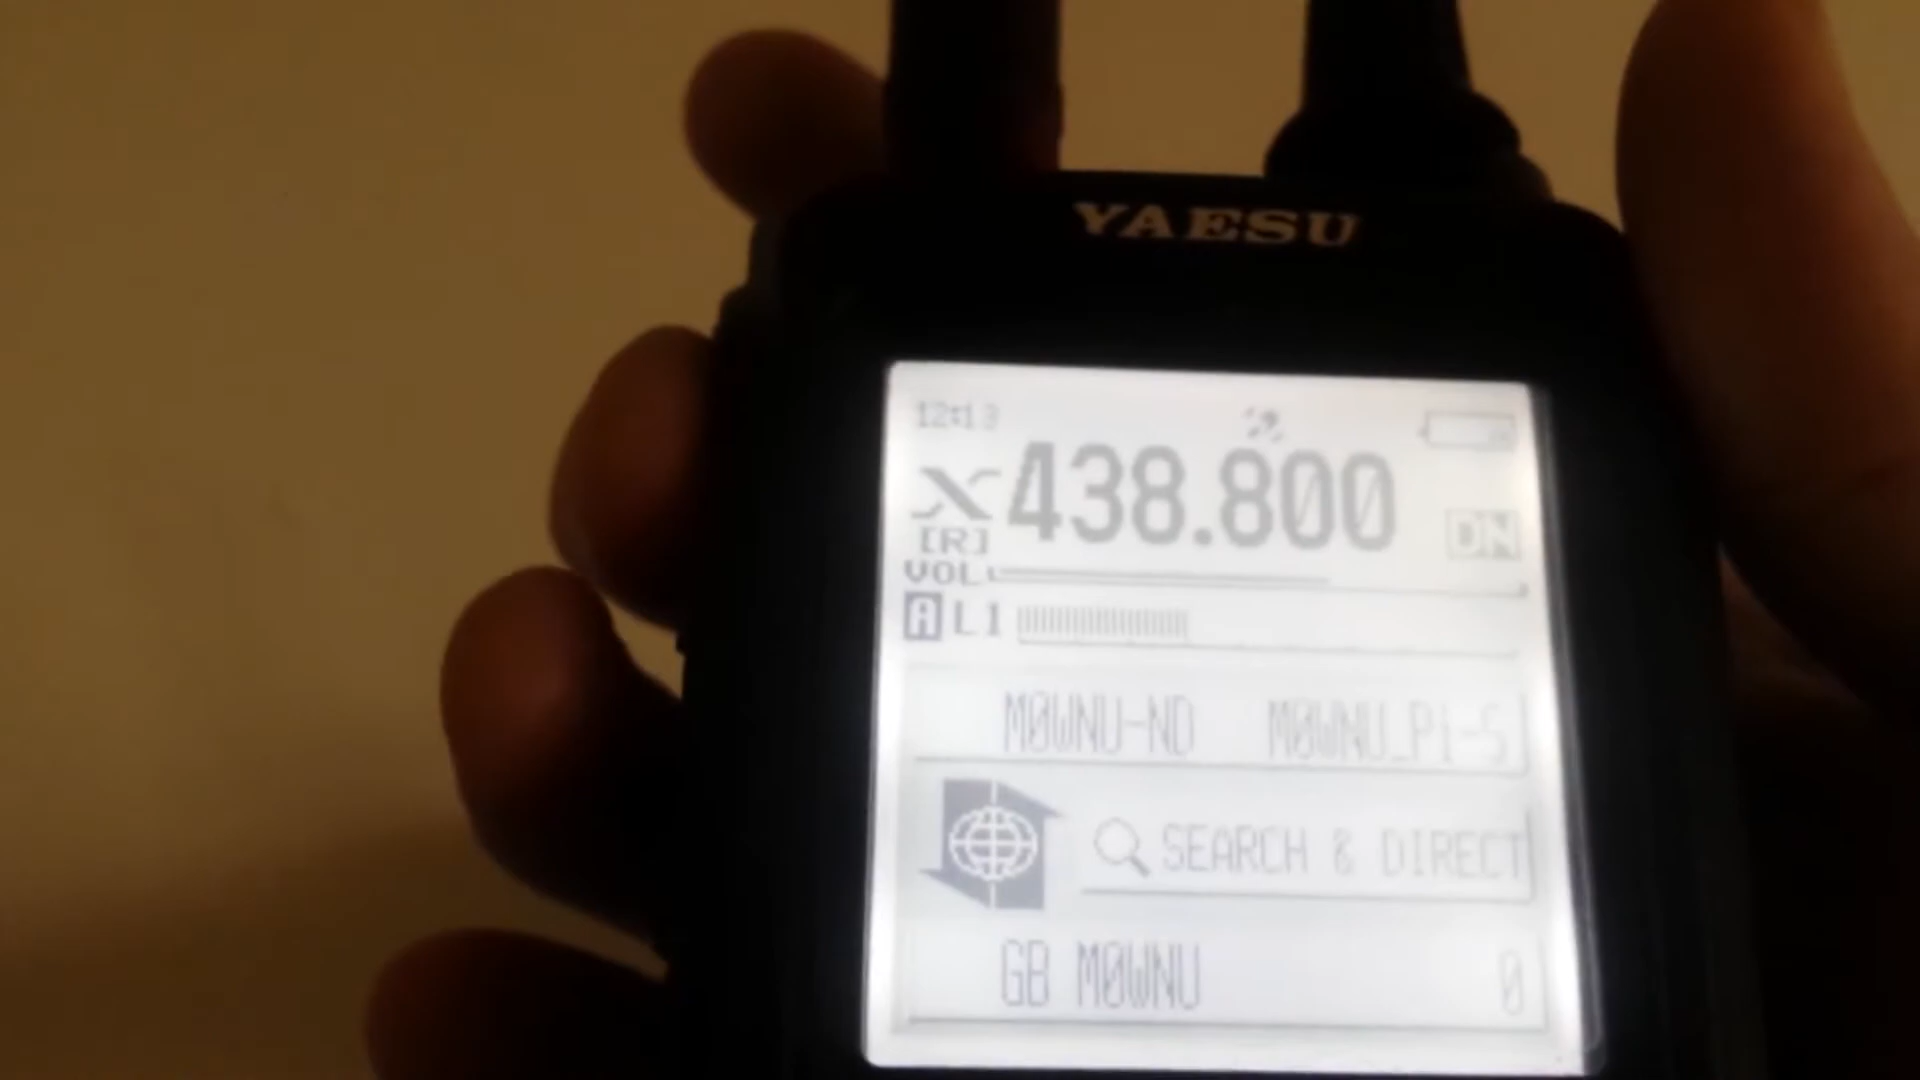 YAESU
12:13
438.800
[R] DN
VOL
A L1
M0WNU-ND M0WNU_Pi-S
SEARCH & DIRECT
GB M0WNU 0